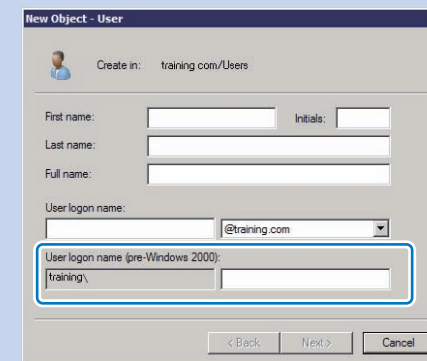 New Object - User
Create in: training com/Users
First name: Initials:
Last name:
Full name:
User logon name:
@training.com
User logon name (pre-Windows 2000):
training\
< Back Next > Cancel